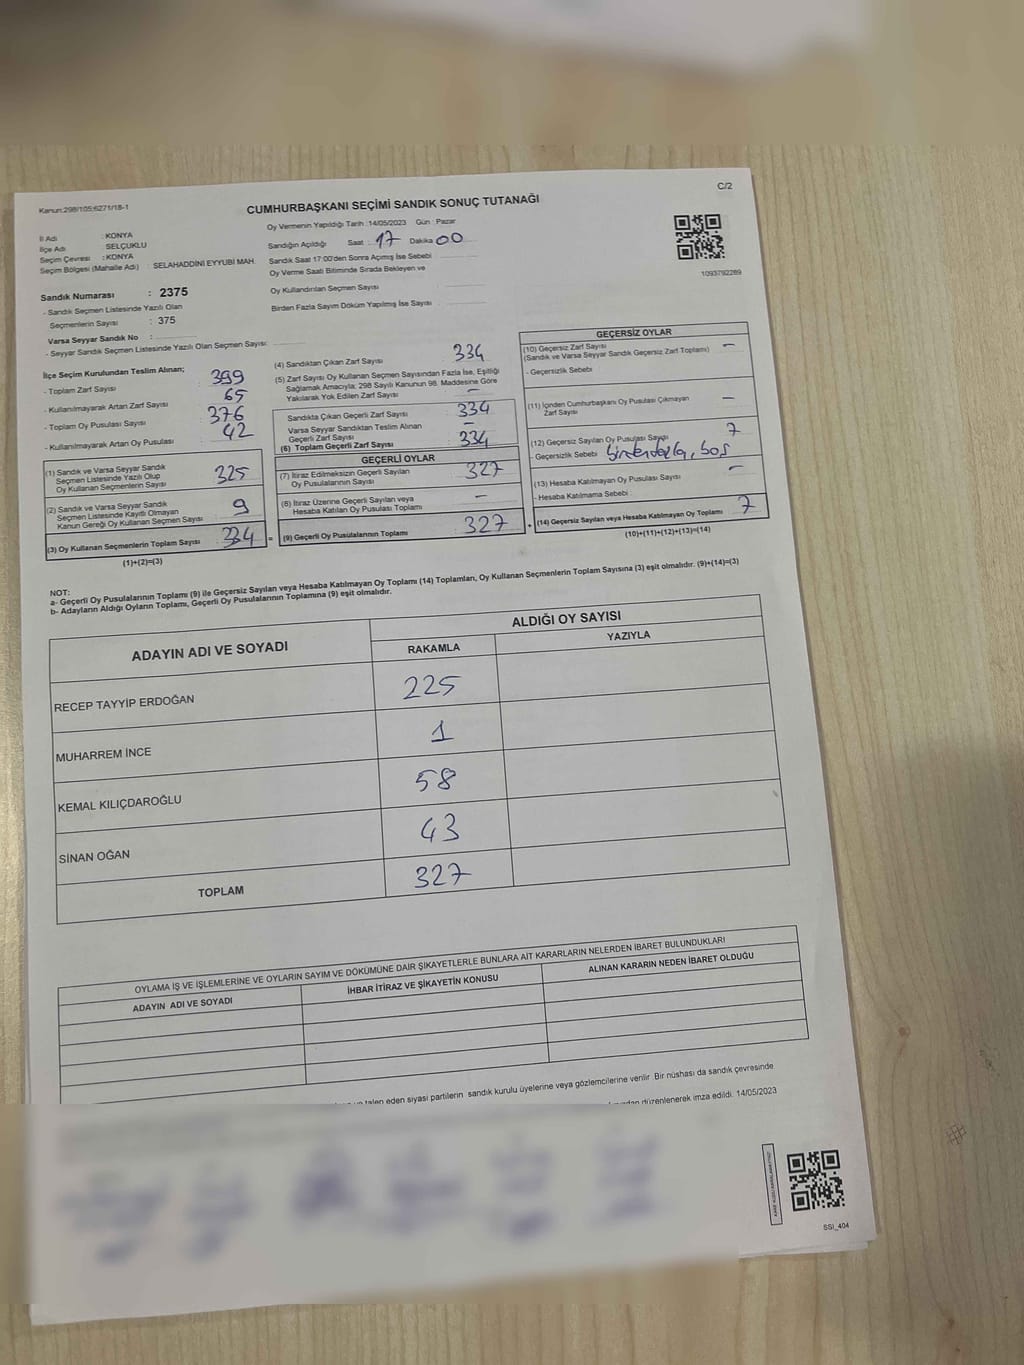 Kanun:298/105;6271/18-1
C/2
CUMHURBAŞKANI SEÇİMİ SANDIK SONUÇ TUTANAĞI
İl Adı : KONYA
İlçe Adı : SELÇUKLU
Seçim Çevresi : KONYA
Seçim Bölgesi (Mahalle Adı) : SELAHADDİNİ EYYUBİ MAH.
Oy Vermenin Yapıldığı Tarih :14/05/2023 Gün : Pazar
Sandığın Açıldığı Saat : 17 Dakika 00
Sandık Saat 17:00'den Sonra Açımış İse Sebebi
Oy Verme Saati Bitiminde Sırada Bekleyen ve
Oy Kullandırılan Seçmen Sayısı
Birden Fazla Sayım Döküm Yapılmış İse Sayısı
1093792289
Sandık Numarası : 2375
- Sandık Seçmen Listesinde Yazılı Olan
Seçmenlerin Sayısı : 375
Varsa Seyyar Sandık No :
- Seyyar Sandık Seçmen Listesinde Yazılı Olan Seçmen Sayısı:
İlçe Seçim Kurulundan Teslim Alınan;
- Toplam Zarf Sayısı 399
- Kullanılmayarak Artan Zarf Sayısı 65
- Toplam Oy Pusulası Sayısı 376
- Kullanılmayarak Artan Oy Pusulası 42
(1) Sandık ve Varsa Seyyar Sandık
Seçmen Listesinde Yazılı Olup
Oy Kullanan Seçmenlerin Sayısı 325
(2) Sandık ve Varsa Seyyar Sandık
Seçmen Listesinde Kayıtlı Olmayan
Kanun Gereği Oy Kullanan Seçmen Sayısı 9
(3) Oy Kullanan Seçmenlerin Toplam Sayısı 334 =
(1)+(2)=(3)
(4) Sandıktan Çıkan Zarf Sayısı 334
(5) Zarf Sayısı Oy Kullanan Seçmen Sayısından Fazla İse, Eşitliği
Sağlamak Amacıyla; 298 Sayılı Kanunun 98. Maddesine Göre
Yakılarak Yok Edilen Zarf Sayısı -
Sandıkta Çıkan Geçerli Zarf Sayısı 334
Varsa Seyyar Sandıktan Teslim Alınan
Geçerli Zarf Sayısı -
(6) Toplam Geçerli Zarf Sayısı 334
GEÇERLİ OYLAR
(7) İtiraz Edilmeksizin Geçerli Sayılan
Oy Pusulalarının Sayısı 327
(8) İtiraz Üzerine Geçerli Sayılan veya
Hesaba Katılan Oy Pusulası Toplamı -
(9) Geçerli Oy Pusulalarının Toplamı 327 +
GEÇERSİZ OYLAR
(10) Geçersiz Zarf Sayısı -
(Sandık ve Varsa Seyyar Sandık Geçersiz Zarf Toplamı)
- Geçersizlik Sebebi
(11) İçinden Cumhurbaşkanı Oy Pusulası Çıkmayan
Zarf Sayısı -
(12) Geçersiz Sayılan Oy Pusulası Sayısı 7
- Geçersizlik Sebebi birden fazla, boş
(13) Hesaba Katılmayan Oy Pusulası Sayısı -
- Hesaba Katılmama Sebebi :
(14) Geçersiz Sayılan veya Hesaba Katılmayan Oy Toplamı 7
(10)+(11)+(12)+(13)=(14)
NOT:
a- Geçerli Oy Pusulalarının Toplamı (9) ile Geçersiz Sayılan veya Hesaba Katılmayan Oy Toplamı (14) Toplamları, Oy Kullanan Seçmenlerin Toplam Sayısına (3) eşit olmalıdır. (9)+(14)=(3)
b- Adayların Aldığı Oyların Toplamı, Geçerli Oy Pusulalarının Toplamına (9) eşit olmalıdır.
ADAYIN ADI VE SOYADI
ALDIĞI OY SAYISI
RAKAMLA YAZIYLA
RECEP TAYYİP ERDOĞAN 225
MUHARREM İNCE 1
KEMAL KILIÇDAROĞLU 58
SİNAN OĞAN 43
TOPLAM 327
OYLAMA İŞ VE İŞLEMLERİNE VE OYLARIN SAYIM VE DÖKÜMÜNE DAİR ŞİKAYETLERLE BUNLARA AİT KARARLARIN NELERDEN İBARET BULUNDUKLARI
ADAYIN ADI VE SOYADI İHBAR İTİRAZ VE ŞİKAYETİN KONUSU ALINAN KARARIN NEDEN İBARET OLDUĞU
talep eden siyasi partilerin sandık kurulu üyelerine veya gözlemcilerine verilir Bir nüshası da sandık çevresinde
düzenlenerek imza edildi. 14/05/2023
SSI_404